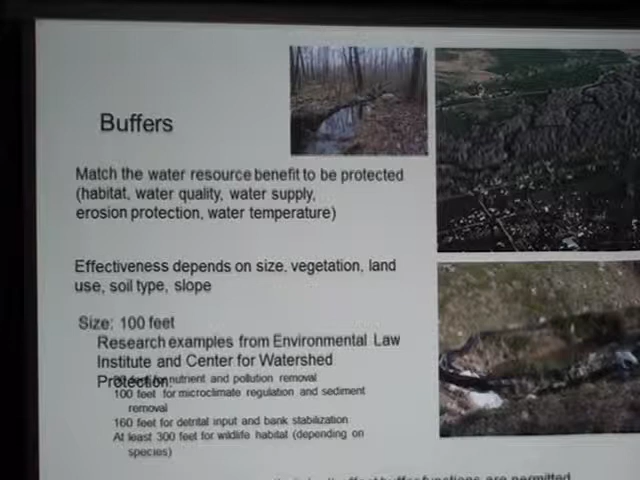 Buffers
Match the water resource benefit to be protected
(habitat, water quality, water supply,
erosion protection, water temperature)
Effectiveness depends on size, vegetation, land
use, soil type, slope
Size: 100 feet
Research examples from Environmental Law
Institute and Center for Watershed
Protection:
nutrient and pollution removal
100 feet for microclimate regulation and sediment
removal
160 feet for detrital input and bank stabilization
At least 300 feet for wildlife habitat (depending on
species)
buffer functions are permitted